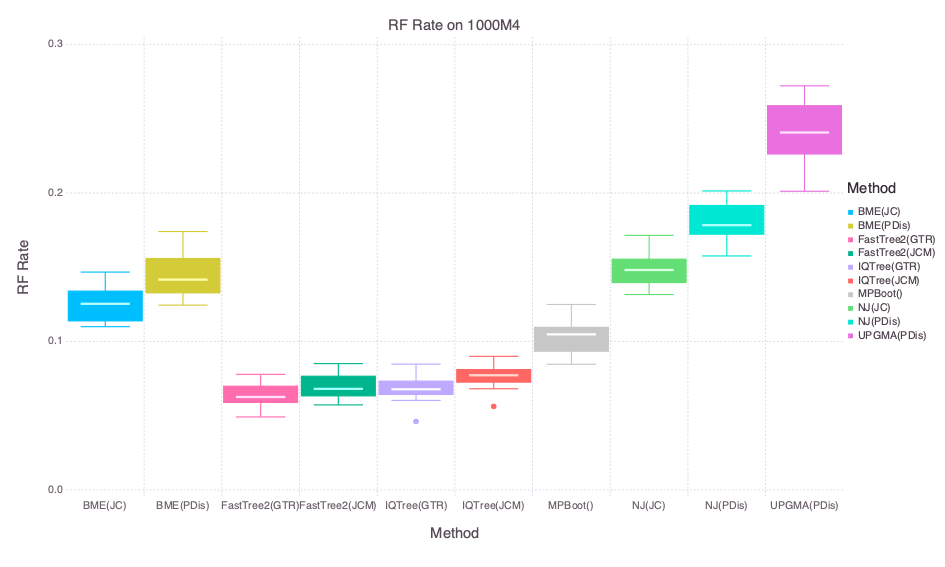 RF Rate on 1000M4
0.3
0.2
0.1
0.0
RF Rate
BME(JC)
BME(PDis)
FastTree2(GTR)
FastTree2(JCM)
IQTree(GTR)
IQTree(JCM)
MPBoot()
NJ(JC)
NJ(PDis)
UPGMA(PDis)
Method
Method
BME(JC)
BME(PDis)
FastTree2(GTR)
FastTree2(JCM)
IQTree(GTR)
IQTree(JCM)
MPBoot()
NJ(JC)
NJ(PDis)
UPGMA(PDis)